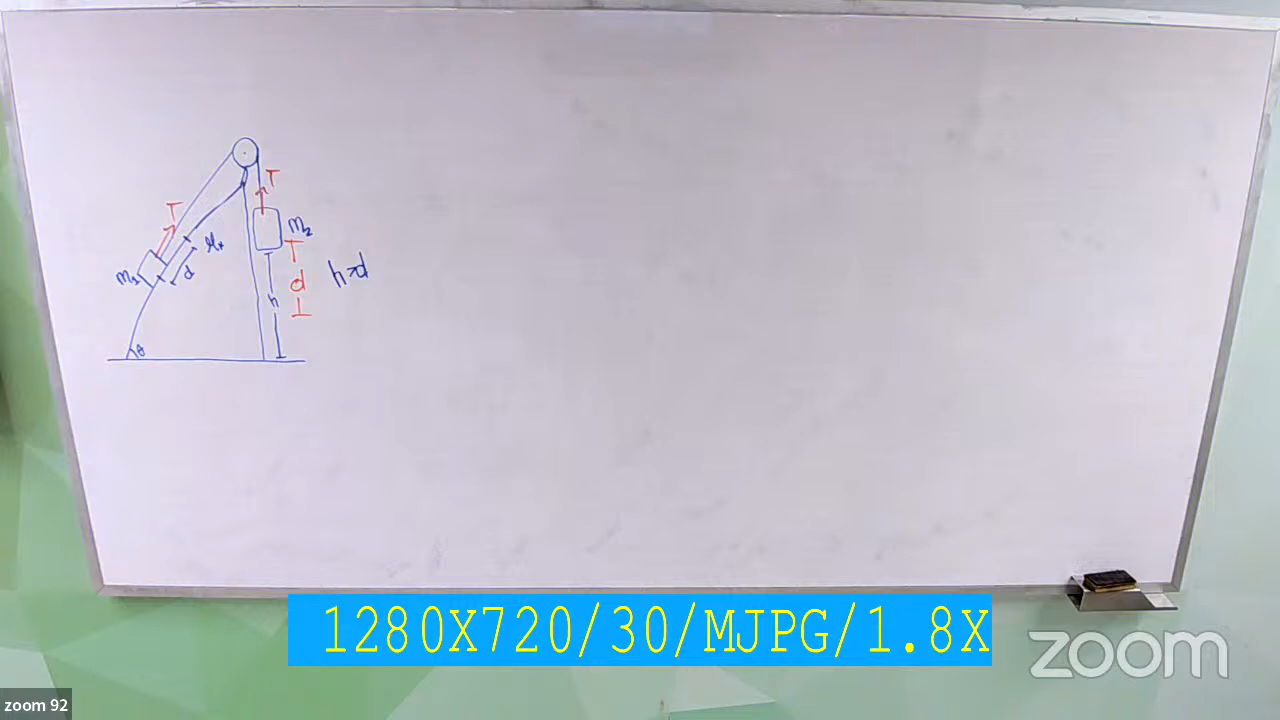 T
T
m₂
μₖ
m₁
d
T
d
h>d
h
θ
1280X720/30/MJPG/1.8X
zoom
zoom 92